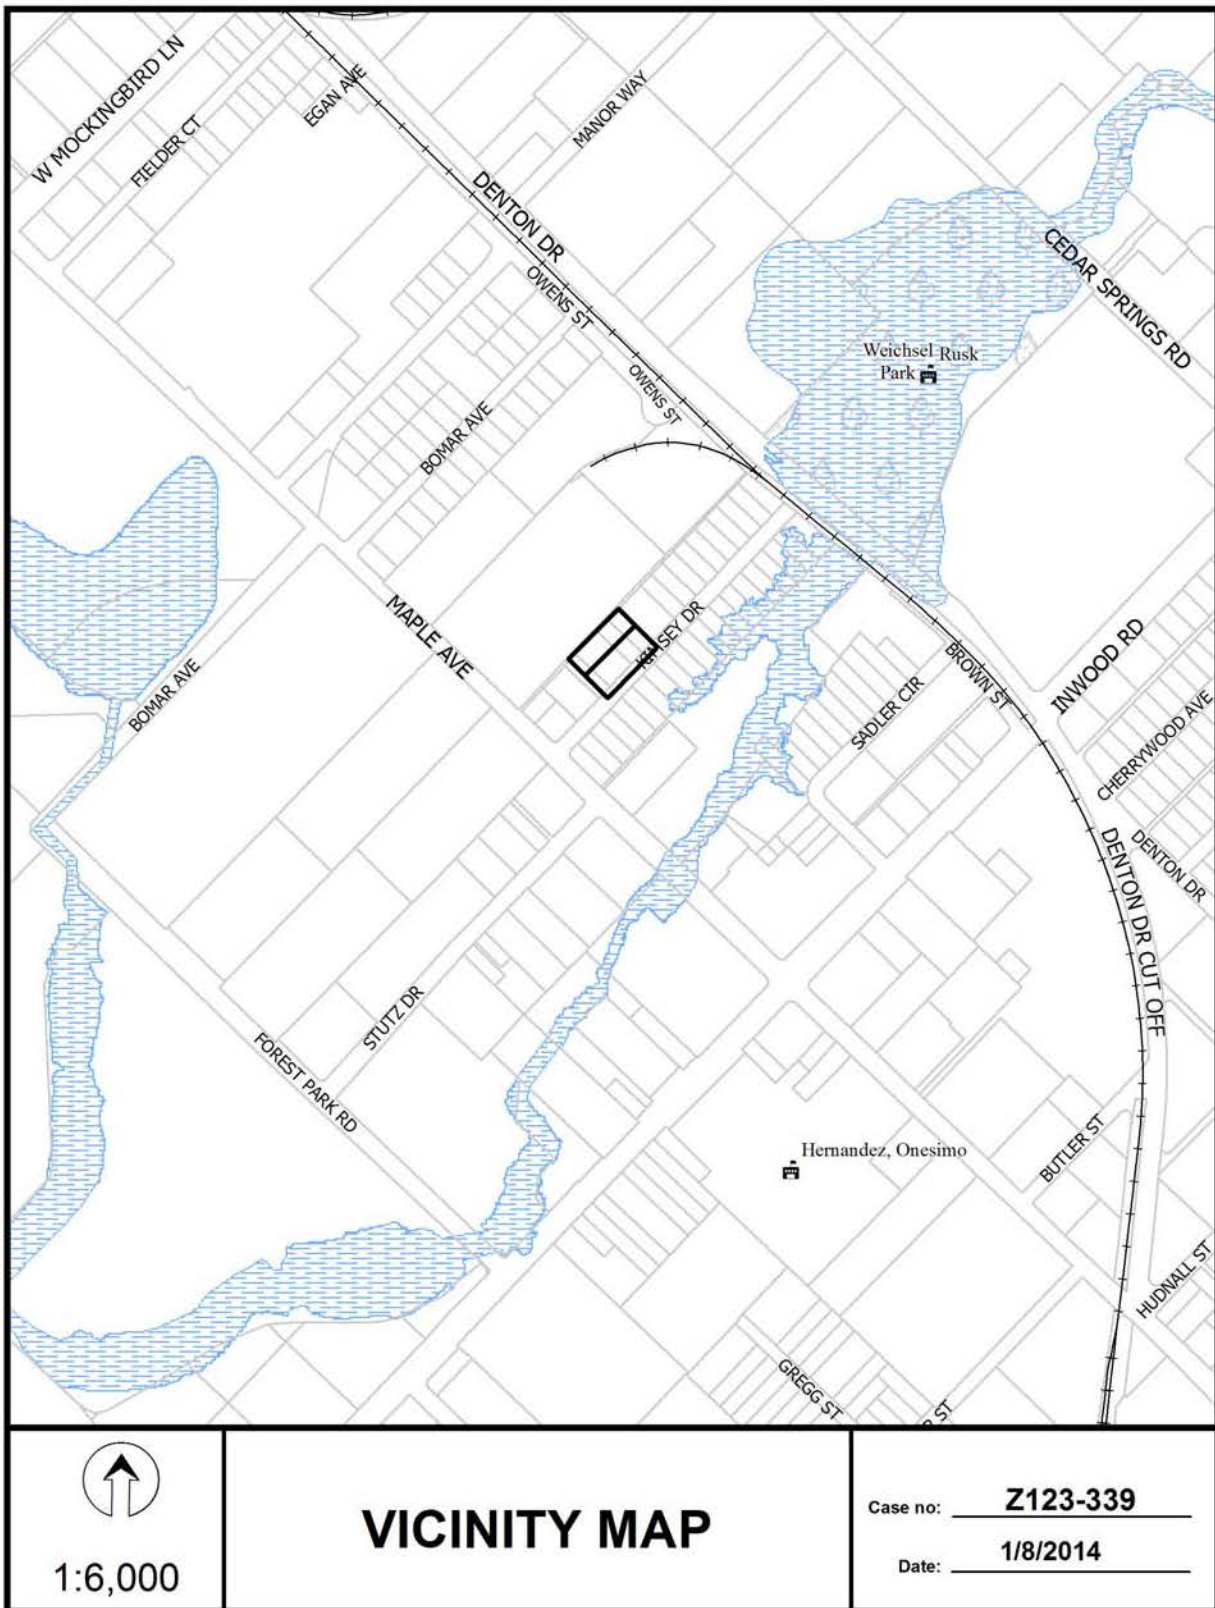 W MOCKINGBIRD LN
FIELDER CT
EGAN AVE
MANOR WAY
DENTON DR
OWENS ST
OWENS ST
CEDAR SPRINGS RD
Weichsel Rusk
Park
BOMAR AVE
MAPLE AVE
KIMSEY DR
BOMAR AVE
BROWN ST
INWOOD RD
SADLER CIR
CHERRYWOOD AVE
DENTON DR
DENTON DR CUT OFF
STUTZ DR
FOREST PARK RD
Hernandez, Onesimo
BUTLER ST
HUDNALL ST
GREGG ST
ST
1:6,000
VICINITY MAP
Case no: Z123-339
Date: 1/8/2014